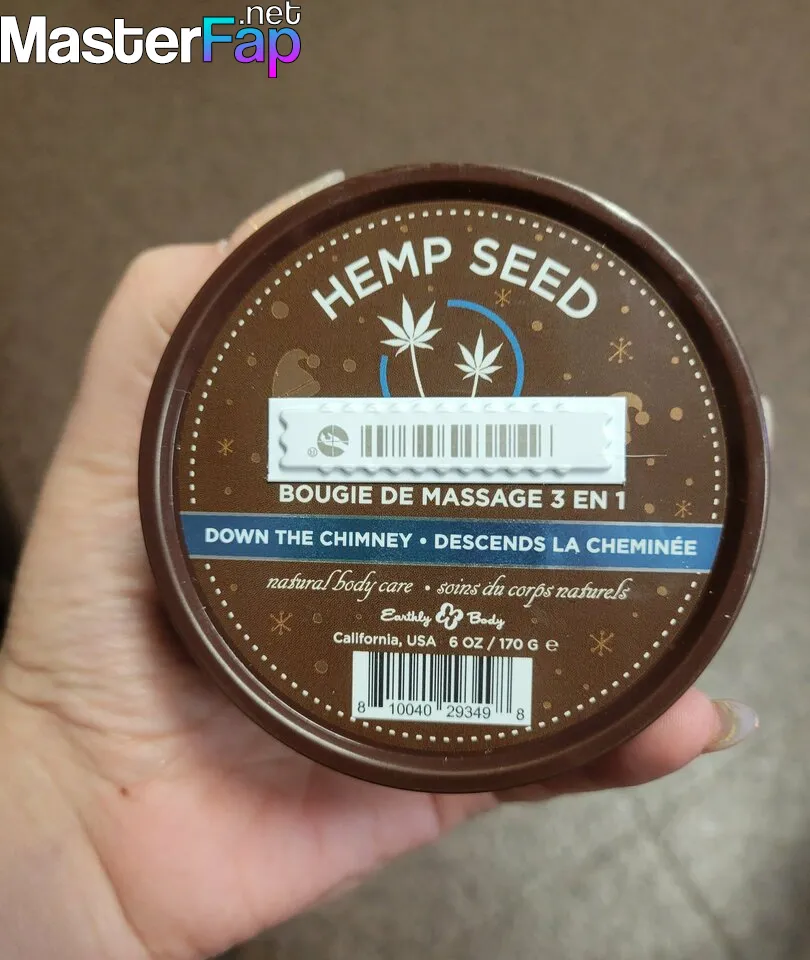 MasterFap.net
HEMP SEED
BOUGIE DE MASSAGE 3 EN 1
DOWN THE CHIMNEY • DESCENDS LA CHEMINÉE
natural body care • soins du corps naturels
Earthly Body
California, USA 6 OZ / 170 G e
8 10040 29349 8